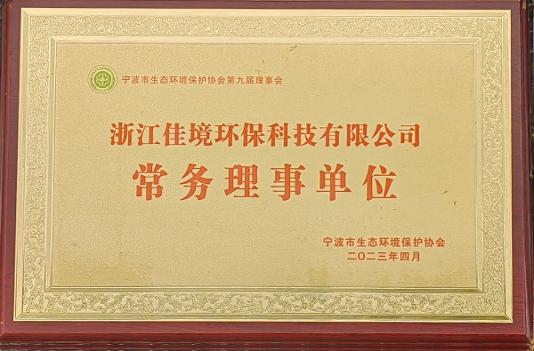 宁波市生态环境保护协会第九届理事会
浙江佳境环保科技有限公司
常务理事单位
宁波市生态环境保护协会
二〇二三年四月